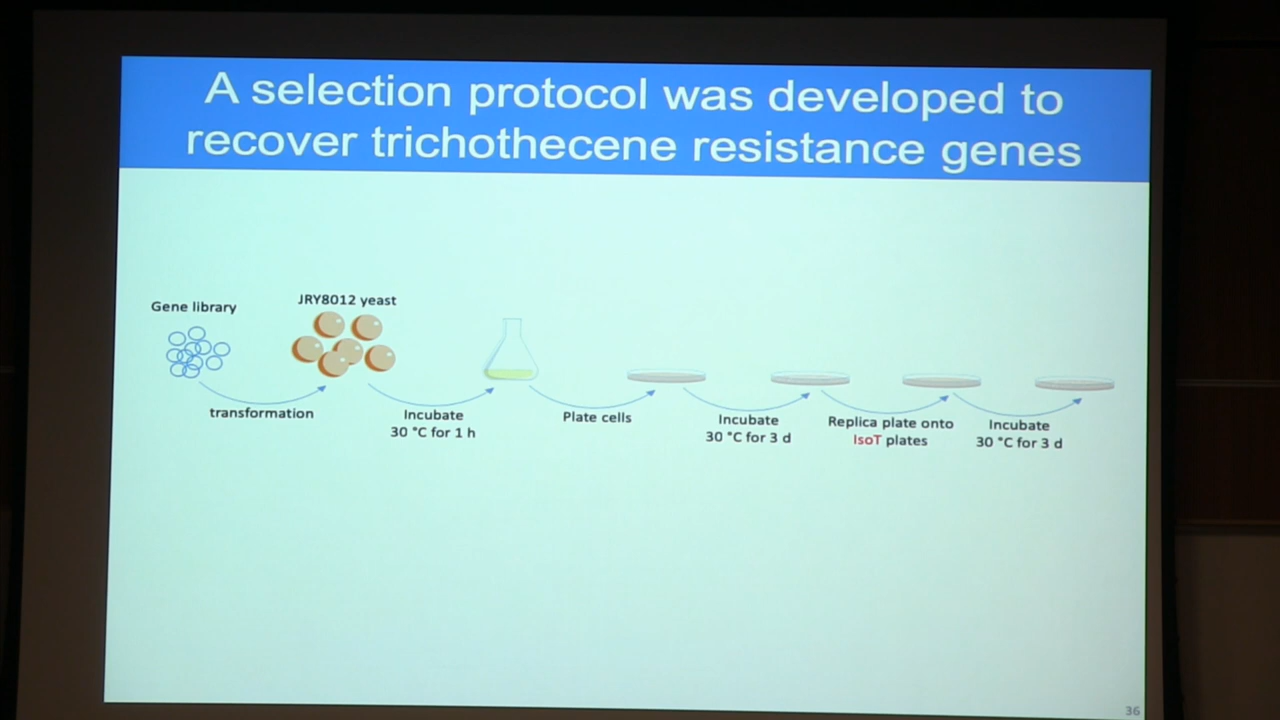 A selection protocol was developed to
recover trichothecene resistance genes
Gene library
JRY8012 yeast
transformation
Incubate
30 °C for 1 h
Plate cells
Incubate
30 °C for 3 d
Replica plate onto
IsoT plates
Incubate
30 °C for 3 d
36